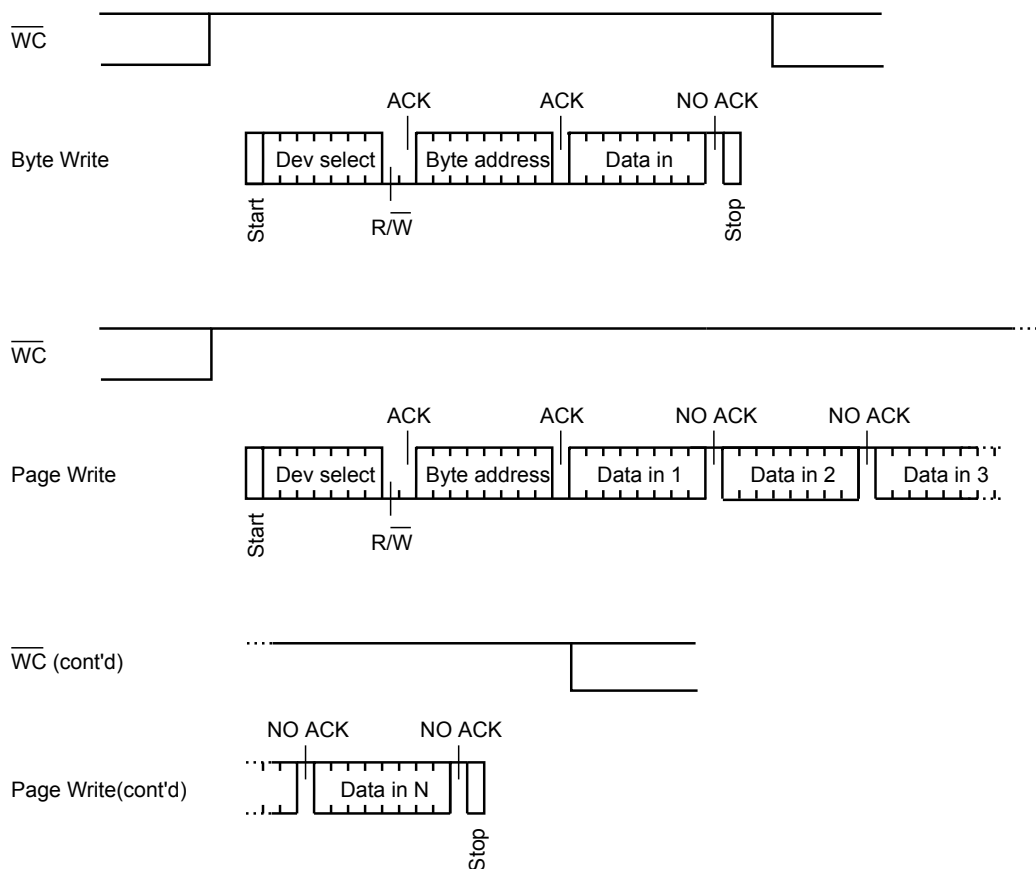 WC
ACK ACK NO ACK
Byte Write Dev select Byte address Data in
Start R/W Stop
WC
ACK ACK NO ACK NO ACK
Page Write Dev select Byte address Data in 1 Data in 2 Data in 3
Start R/W
WC (cont'd)
NO ACK NO ACK
Page Write(cont'd) Data in N
Stop